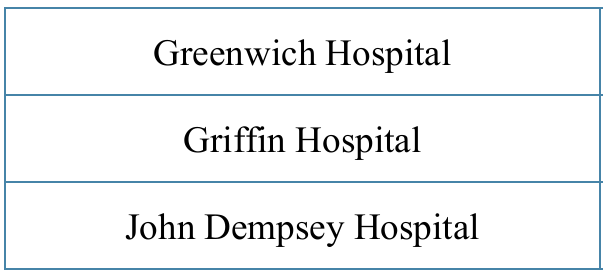 Greenwich Hospital
Griffin Hospital
John Dempsey Hospital